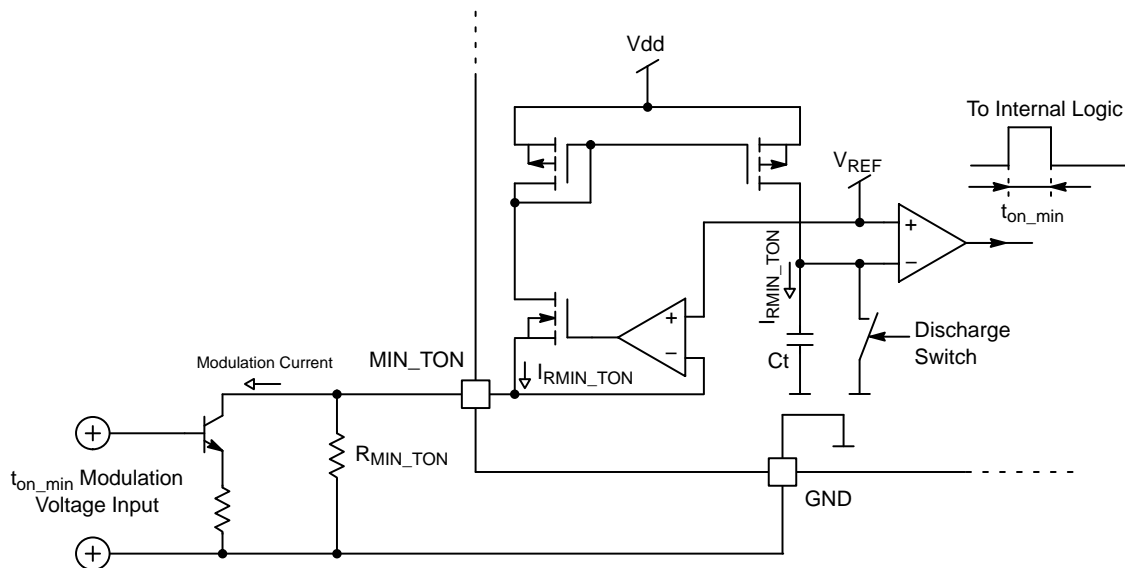 Vdd
To Internal Logic
VREF
ton_min
+
−
IRMIN_TON
Discharge
Switch
Ct
+
−
MIN_TON
IRMIN_TON
Modulation Current
RMIN_TON
ton_min Modulation
Voltage Input
GND